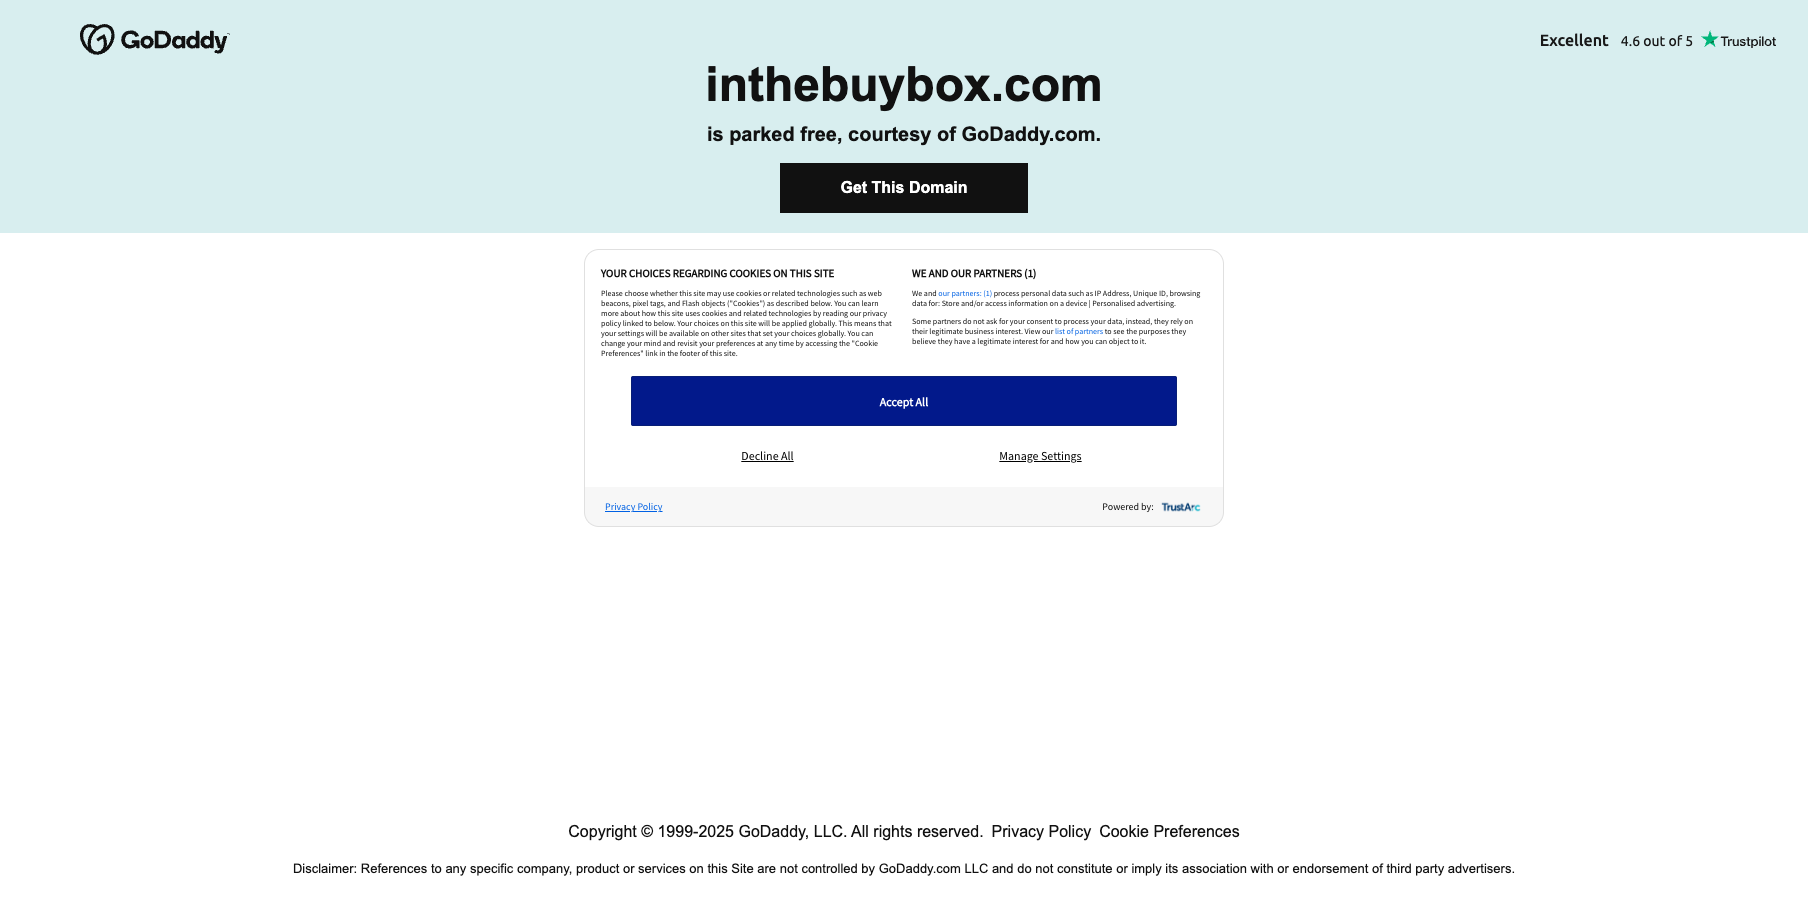 GoDaddy
Excellent 4.6 out of 5 Trustpilot
inthebuybox.com
is parked free, courtesy of GoDaddy.com.
Get This Domain
YOUR CHOICES REGARDING COOKIES ON THIS SITE
Please choose whether this site may use cookies or related technologies such as web
beacons, pixel tags, and Flash objects ("Cookies") as described below. You can learn
more about how this site uses cookies and related technologies by reading our privacy
policy linked to below. Your choices on this site will be applied globally. This means that
your settings will be available on other sites that set your choices globally. You can
change your mind and revisit your preferences at any time by accessing the "Cookie
Preferences" link in the footer of this site.
WE AND OUR PARTNERS (1)
We and our partners: (1) process personal data such as IP Address, Unique ID, browsing
data for: Store and/or access information on a device | Personalised advertising.
Some partners do not ask for your consent to process your data, instead, they rely on
their legitimate business interest. View our list of partners to see the purposes they
believe they have a legitimate interest for and how you can object to it.
Accept All
Decline All
Manage Settings
Privacy Policy
Powered by: TrustArc
Copyright © 1999-2025 GoDaddy, LLC. All rights reserved. Privacy Policy Cookie Preferences
Disclaimer: References to any specific company, product or services on this Site are not controlled by GoDaddy.com LLC and do not constitute or imply its association with or endorsement of third party advertisers.